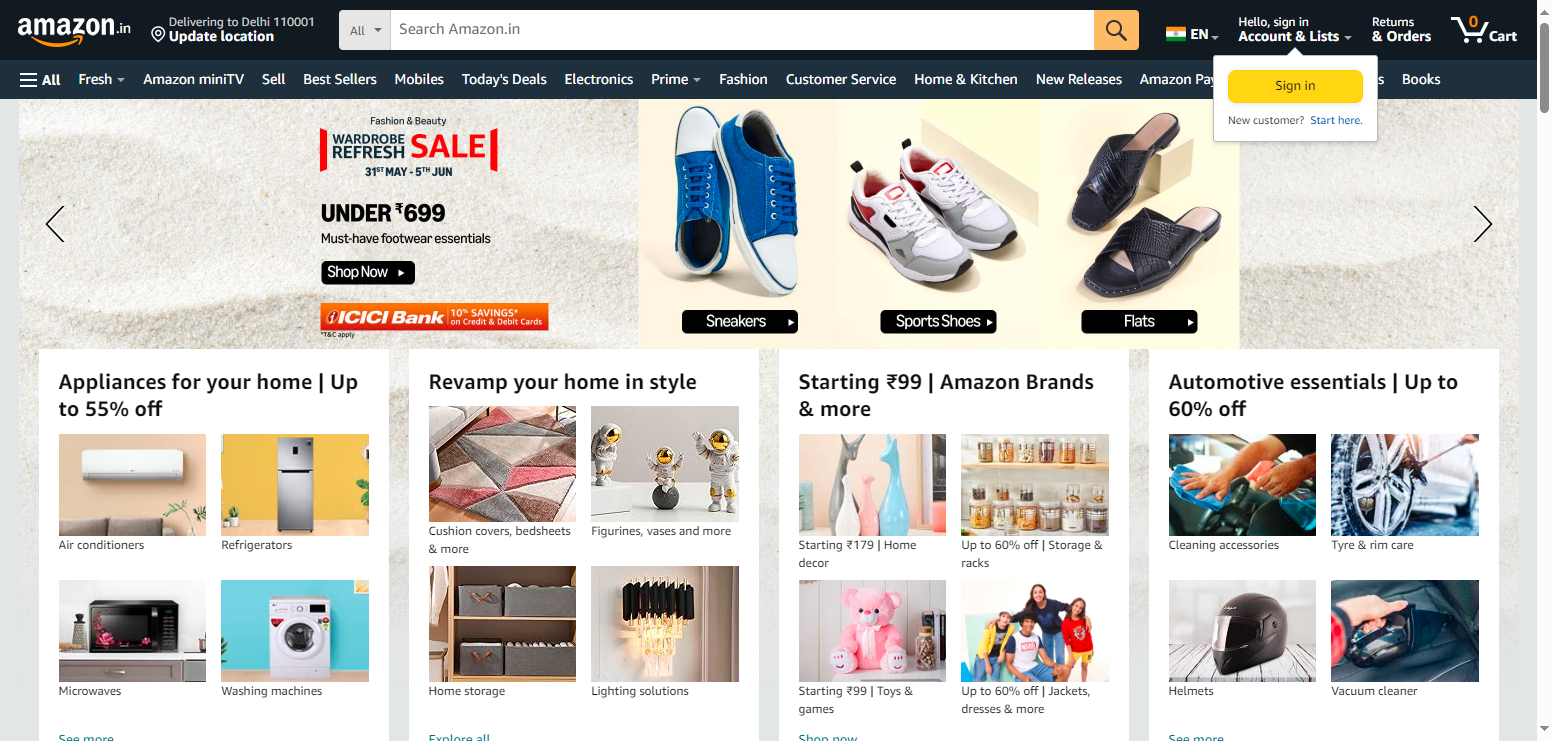 amazon.in
Delivering to Delhi 110001
Update location
All
Search Amazon.in
EN
Hello, sign in
Account & Lists
Returns
& Orders
0
Cart
All
Fresh
Amazon miniTV
Sell
Best Sellers
Mobiles
Today's Deals
Electronics
Prime
Fashion
Customer Service
Home & Kitchen
New Releases
Amazon Pay
s
Books
Sign in
New customer? Start here.
Fashion & Beauty
WARDROBE
REFRESH SALE
31ST MAY - 5TH JUN
UNDER ₹699
Must-have footwear essentials
Shop Now
ICICI Bank
10% SAVINGS*
on Credit & Debit Cards
*T&C apply
Sneakers
Sports Shoes
Flats
Appliances for your home | Up
to 55% off
Air conditioners
Refrigerators
Microwaves
Washing machines
See more
Revamp your home in style
Cushion covers, bedsheets
& more
Figurines, vases and more
Home storage
Lighting solutions
Explore all
Starting ₹99 | Amazon Brands
& more
Starting ₹179 | Home
decor
Up to 60% off | Storage &
racks
Starting ₹99 | Toys &
games
Up to 60% off | Jackets,
dresses & more
Shop now
Automotive essentials | Up to
60% off
Cleaning accessories
Tyre & rim care
Helmets
Vacuum cleaner
See more